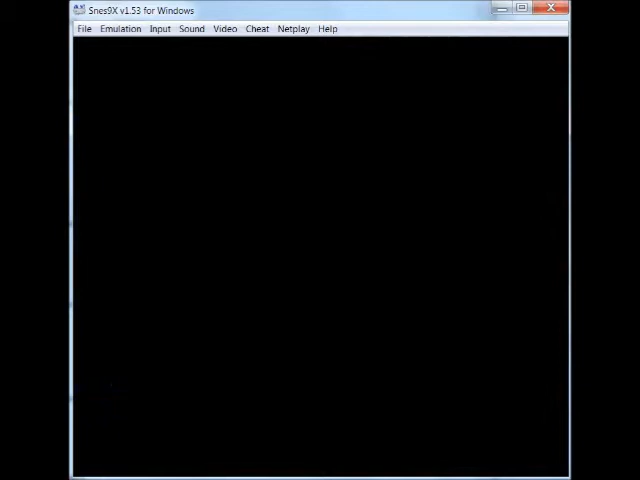 Snes9X v1.53 for Windows
File Emulation Input Sound Video Cheat Netplay Help